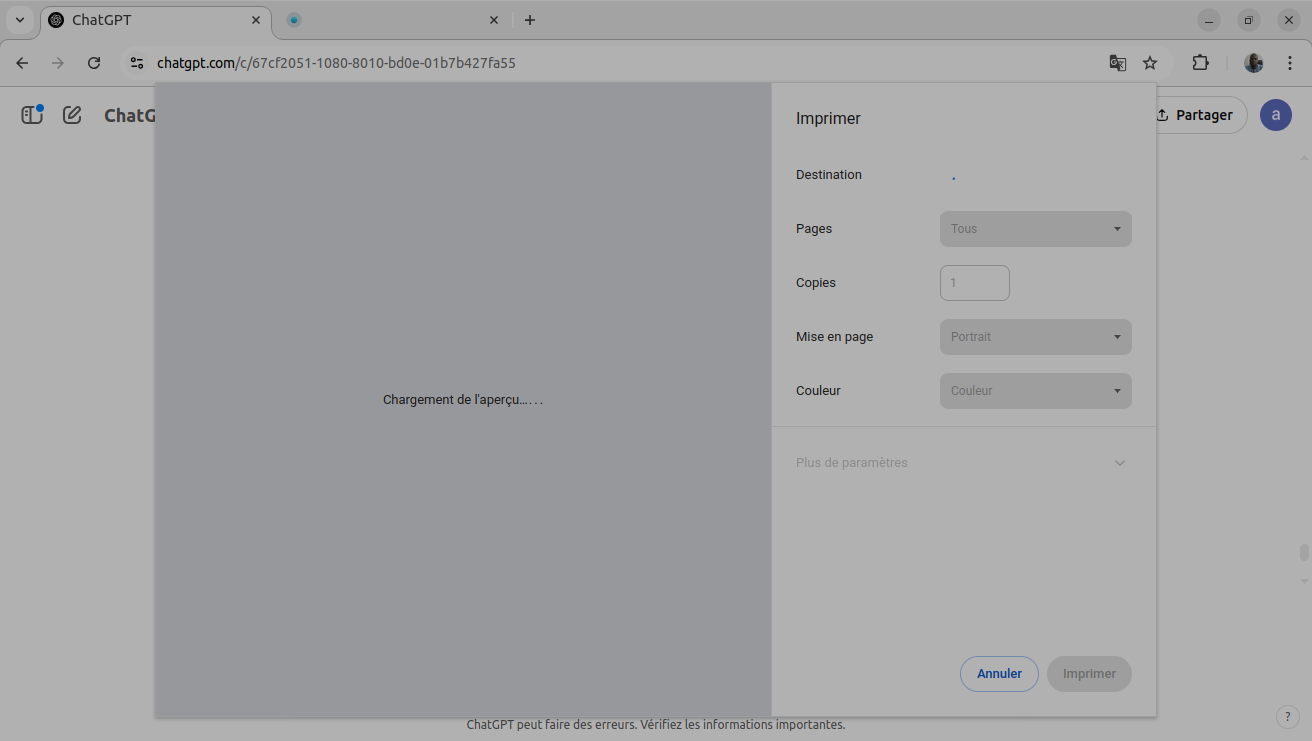 ChatGPT
chatgpt.com/c/67cf2051-1080-8010-bd0e-01b7b427fa55
ChatG
Partager
a
Imprimer
Destination
Pages
Tous
Copies
1
Mise en page
Portrait
Couleur
Couleur
Chargement de l'aperçu…...
Plus de paramètres
Annuler
Imprimer
ChatGPT peut faire des erreurs. Vérifiez les informations importantes.
?